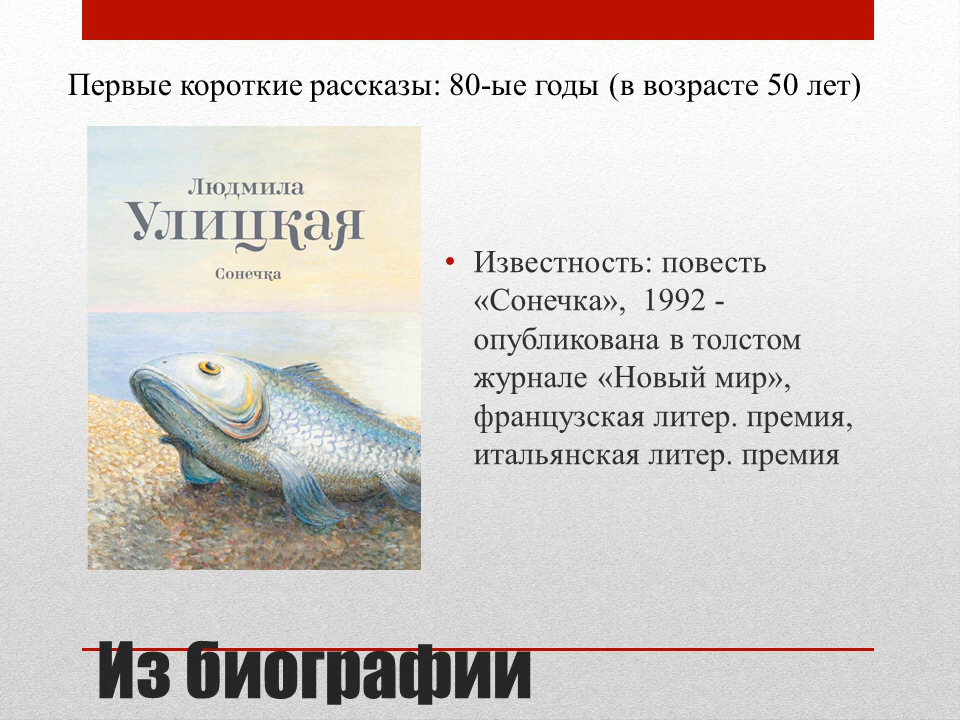 Первые короткие рассказы: 80-ые годы (в возрасте 50 лет)
Людмила
Улицкая
Сонечка
• Известность: повесть
«Сонечка», 1992 -
опубликована в толстом
журнале «Новый мир»,
французская литер. премия,
итальянская литер. премия
Из биографии